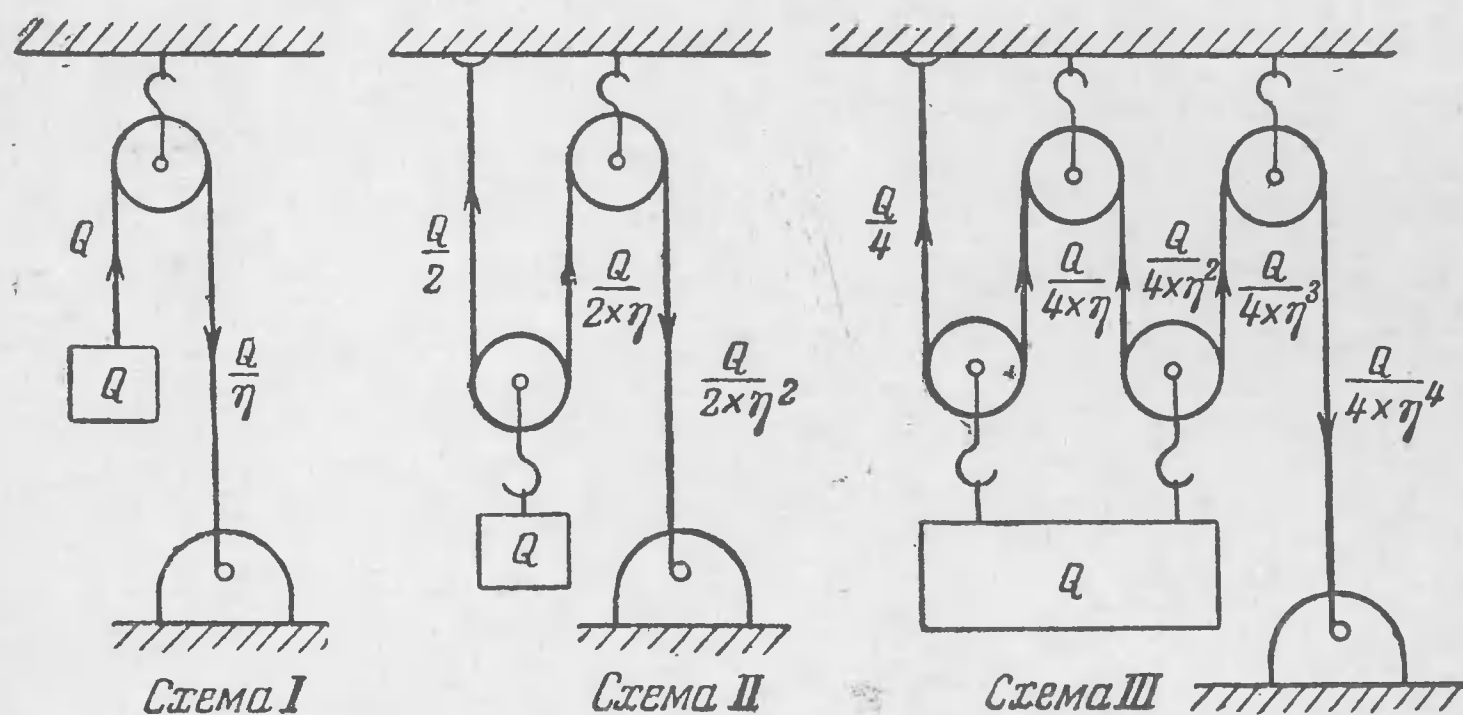 Q
Q
Q/η
Схема I
Q/2
Q/2×η
Q/2×η²
Q
Схема II
Q/4
Q/4×η
Q/4×η²
Q/4×η³
Q/4×η⁴
Q
Схема III